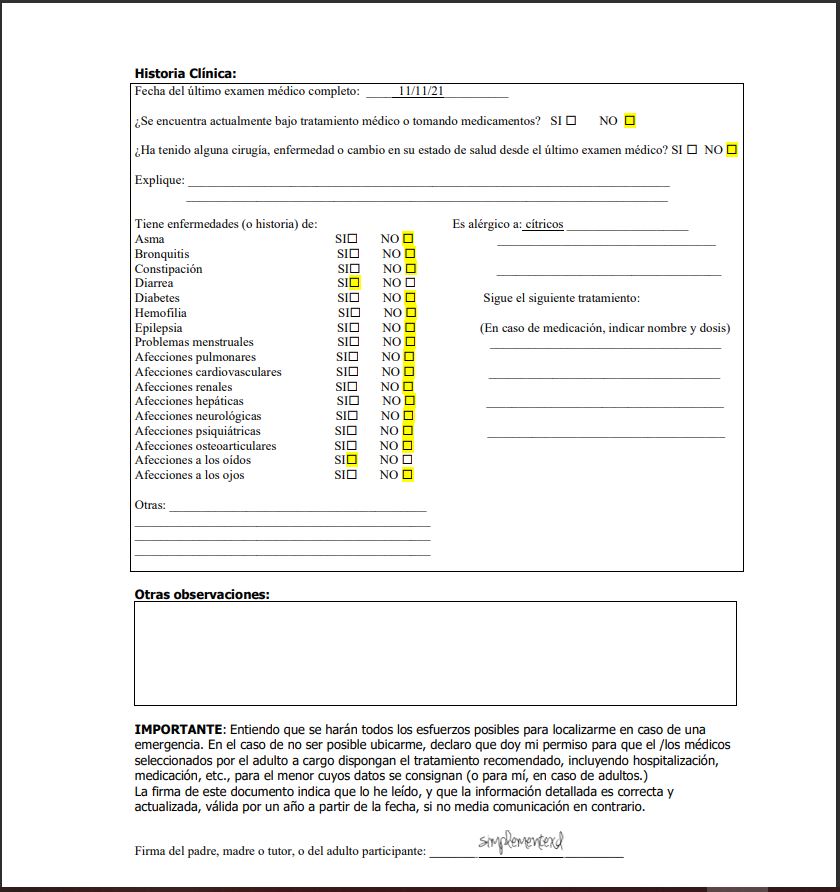 Historia Clínica:
Fecha del último examen médico completo: _____11/11/21__________
¿Se encuentra actualmente bajo tratamiento médico o tomando medicamentos? SI ☐ NO ☐
¿Ha tenido alguna cirugía, enfermedad o cambio en su estado de salud desde el último examen médico? SI ☐ NO ☐
Explique:
Tiene enfermedades (o historia) de: Es alérgico a: cítricos
Asma SI☐ NO ☐
Bronquitis SI☐ NO ☐
Constipación SI☐ NO ☐
Diarrea SI☐ NO ☐
Diabetes SI☐ NO ☐ Sigue el siguiente tratamiento:
Hemofilia SI☐ NO ☐
Epilepsia SI☐ NO ☐ (En caso de medicación, indicar nombre y dosis)
Problemas menstruales SI☐ NO ☐
Afecciones pulmonares SI☐ NO ☐
Afecciones cardiovasculares SI☐ NO ☐
Afecciones renales SI☐ NO ☐
Afecciones hepáticas SI☐ NO ☐
Afecciones neurológicas SI☐ NO ☐
Afecciones psiquiátricas SI☐ NO ☐
Afecciones osteoarticulares SI☐ NO ☐
Afecciones a los oídos SI☐ NO ☐
Afecciones a los ojos SI☐ NO ☐
Otras:
Otras observaciones:
IMPORTANTE: Entiendo que se harán todos los esfuerzos posibles para localizarme en caso de una
emergencia. En el caso de no ser posible ubicarme, declaro que doy mi permiso para que el /los médicos
seleccionados por el adulto a cargo dispongan el tratamiento recomendado, incluyendo hospitalización,
medicación, etc., para el menor cuyos datos se consignan (o para mí, en caso de adultos.)
La firma de este documento indica que lo he leído, y que la información detallada es correcta y
actualizada, válida por un año a partir de la fecha, si no media comunicación en contrario.
Firma del padre, madre o tutor, o del adulto participante: simplementexd